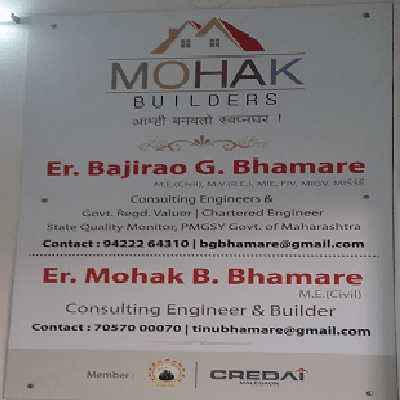 MOHAK
BUILDERS
आम्ही बनवतो स्वप्नघर !
Er. Bajirao G. Bhamare
M.E.(Civil), M.V.(R.E.), MIE, FIV, MIGV, MISSE
Consulting Engineers &
Govt. Regd. Valuer | Chartered Engineer
State Quality Monitor, PMGSY Govt. of Maharashtra
Contact : 94222 64310 | bgbhamare@gmail.com
Er. Mohak B. Bhamare
M.E.(Civil)
Consulting Engineer & Builder
Contact : 70570 00070 | tinubhamare@gmail.com
Member :
CREDAI
MALEGAON